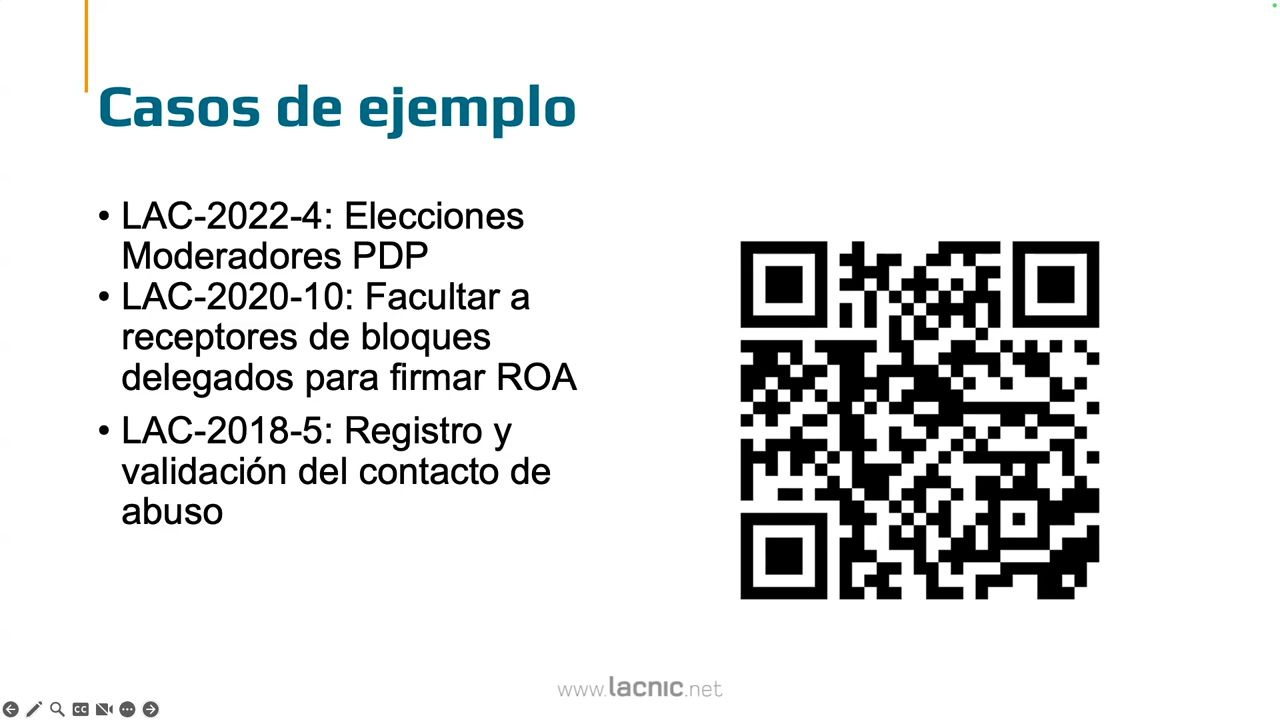 Casos de ejemplo
• LAC-2022-4: Elecciones
Moderadores PDP
• LAC-2020-10: Facultar a
receptores de bloques
delegados para firmar ROA
• LAC-2018-5: Registro y
validación del contacto de
abuso
www.lacnic.net
CC